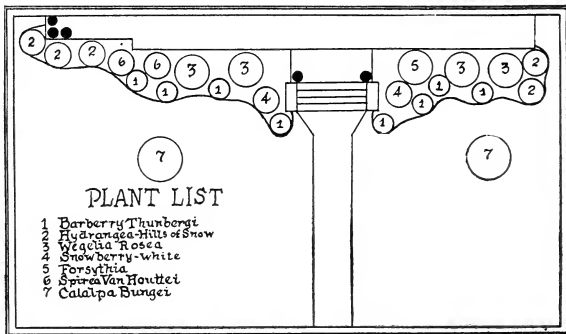 2 2 2 6 6 3 3 5 3 3 2
1 1 1 4 4 1 1 1 2
1 1
7 7
PLANT LIST
1 Barberry Thunbergi
2 Hydrangea-Hills of Snow
3 Wegelia Rosea
4 Snowberry-white
5 Forsythia
6 Spirea Van Houttei
7 Calalpa Bungei